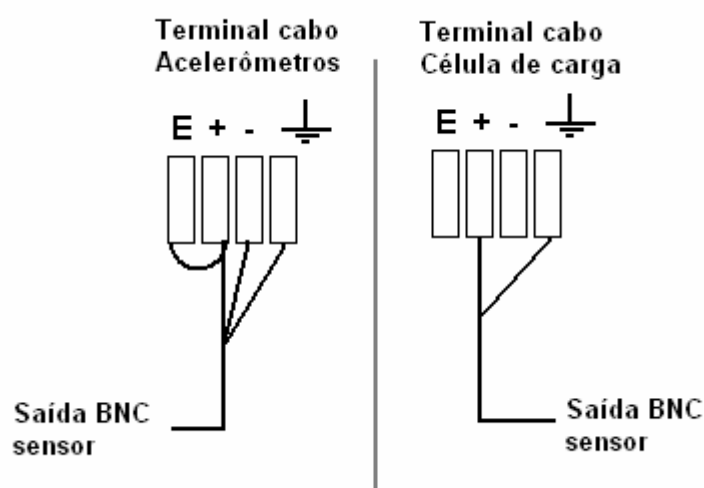 Terminal cabo
Acelerômetros
E + -
Saída BNC
sensor
Terminal cabo
Célula de carga
E + -
Saída BNC
sensor